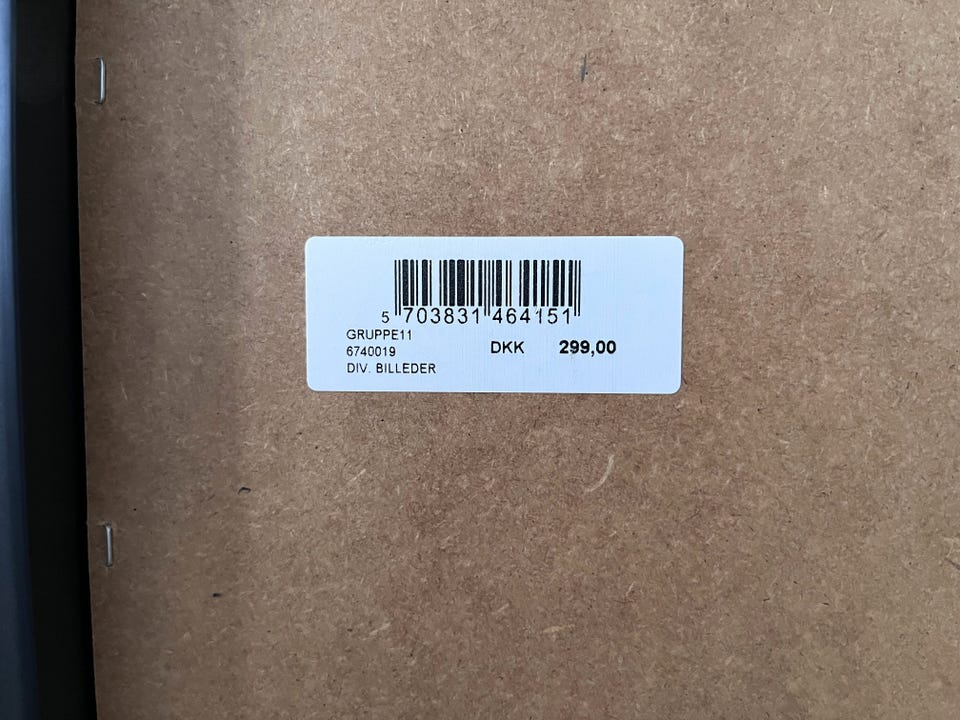 5 703831 464151
GRUPPE11
6740019
DKK 299,00
DIV. BILLEDER